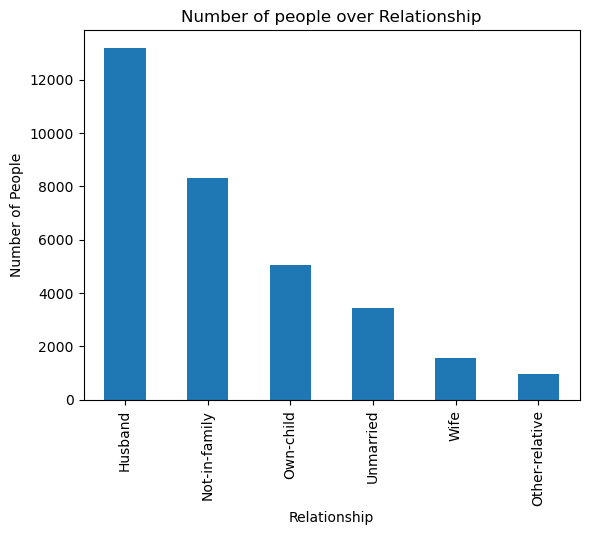 Number of people over Relationship
Number of People
12000
10000
8000
6000
4000
2000
0
Husband
Not-in-family
Own-child
Unmarried
Wife
Other-relative
Relationship